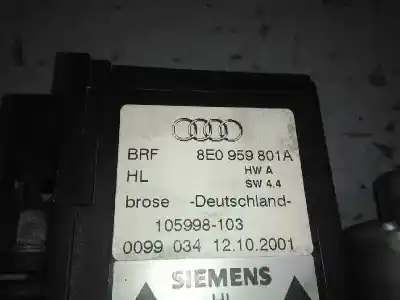 BRF 8E0 959 801A
HL HW A
SW 4.4
brose -Deutschland-
105998-103
0099 034 12.10.2001
SIEMENS
HL